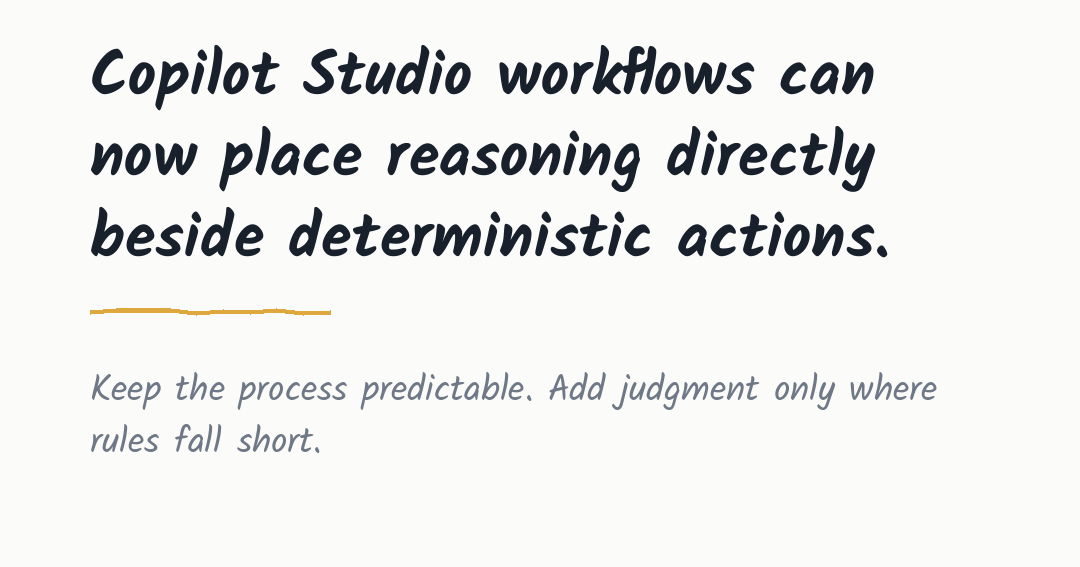 Copilot Studio workflows can
now place reasoning directly
beside deterministic actions.
Keep the process predictable. Add judgment only where
rules fall short.